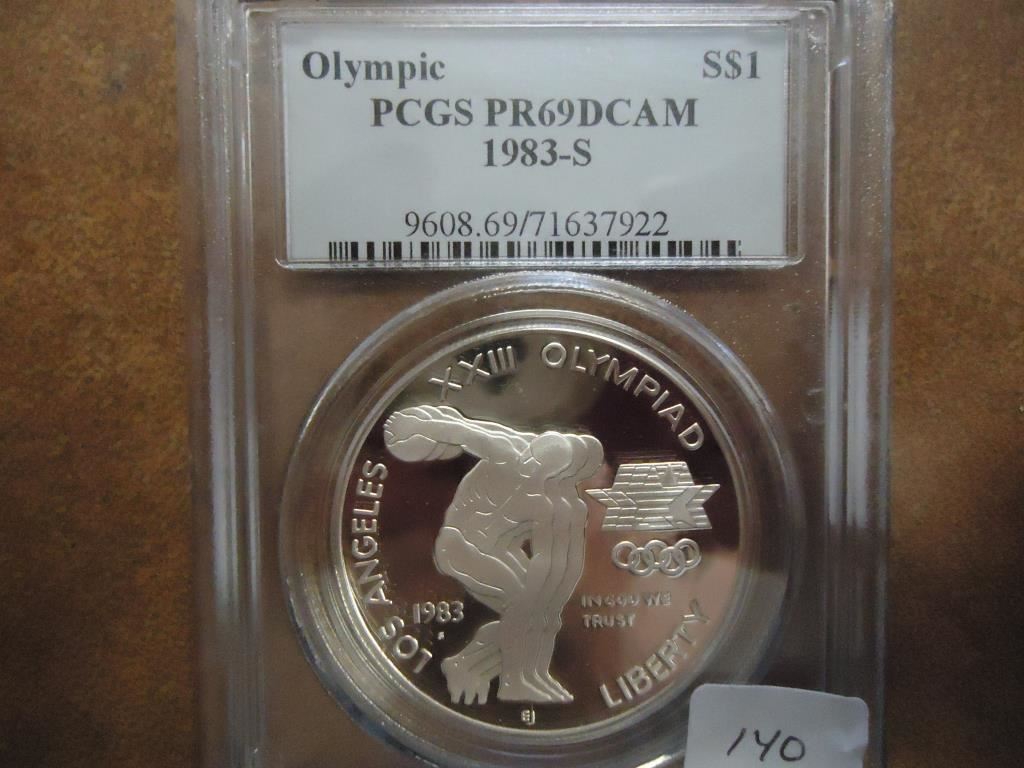 Olympic S$1
PCGS PR69DCAM
1983-S
9608.69/71637922
XXIII OLYMPIAD
LOS ANGELES
1983
IN GOD WE
TRUST
LIBERTY
EJ
140